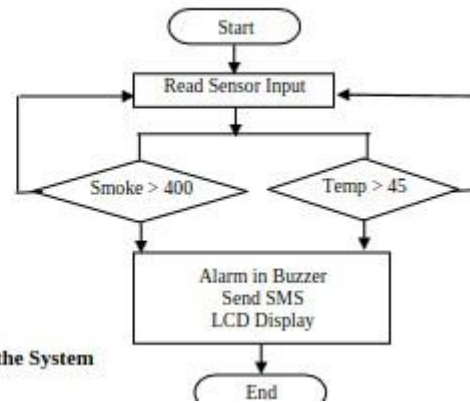 Start
Read Sensor Input
Smoke > 400
Temp > 45
Alarm in Buzzer
Send SMS
LCD Display
the System
End